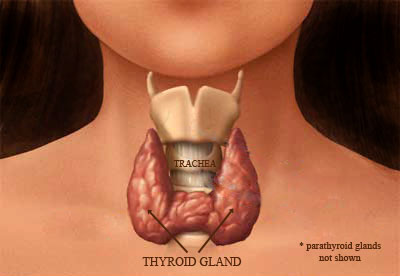 TRACHEA
THYROID GLAND
* parathyroid glands
not shown